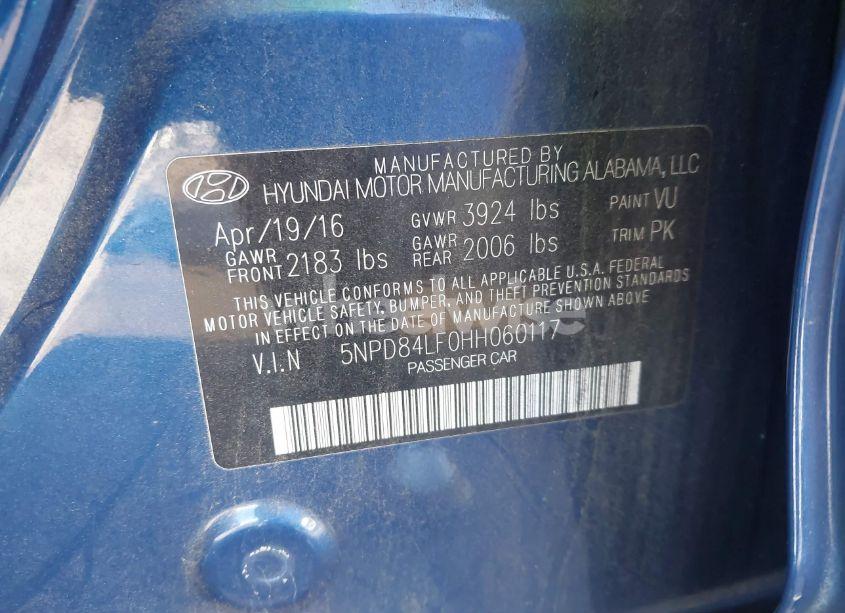 MANUFACTURED BY
HYUNDAI MOTOR MANUFACTURING ALABAMA, LLC
Apr/19/16 GVWR 3924 lbs PAINT VU
GAWR FRONT 2183 lbs GAWR REAR 2006 lbs TRIM PK
THIS VEHICLE CONFORMS TO ALL APPLICABLE U.S.A. FEDERAL
MOTOR VEHICLE SAFETY, BUMPER, AND THEFT PREVENTION STANDARDS
IN EFFECT ON THE DATE OF MANUFACTURE SHOWN ABOVE
V.I.N 5NPD84LF0HH060117
PASSENGER CAR